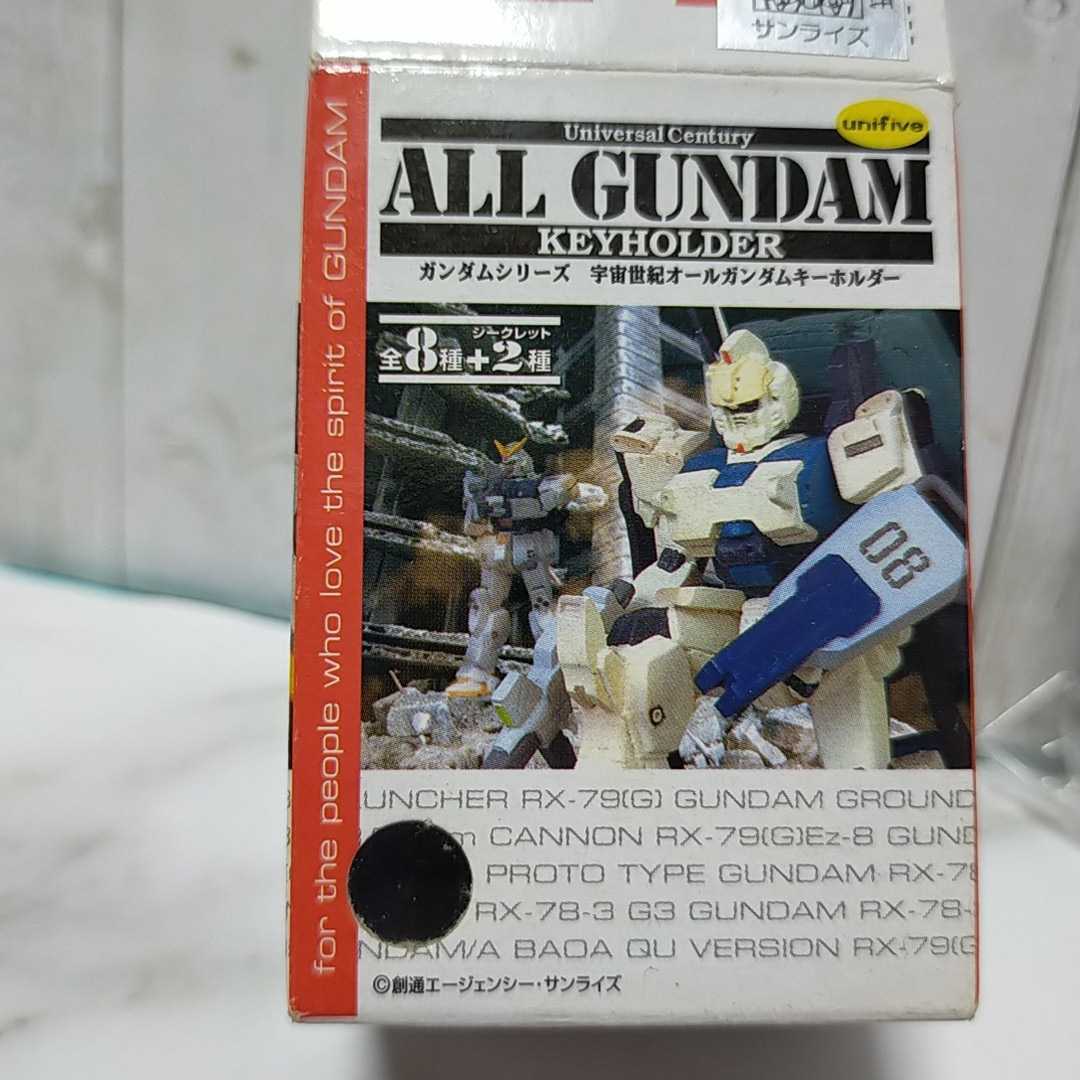 サンライズ
unifive
Universal Century
ALL GUNDAM
KEYHOLDER
ガンダムシリーズ 宇宙世紀オールガンダムキーホルダー
全8種+シークレット2種
08
for the people who love the spirit of GUNDAM
UNCHER RX-79(G) GUNDAM GROUND
m CANNON RX-79(G)Ez-8 GUND
PROTO TYPE GUNDAM RX-78
RX-78-3 G3 GUNDAM RX-78-
NDAM/A BAOA QU VERSION RX-79(G
©創通エージェンシー・サンライズ